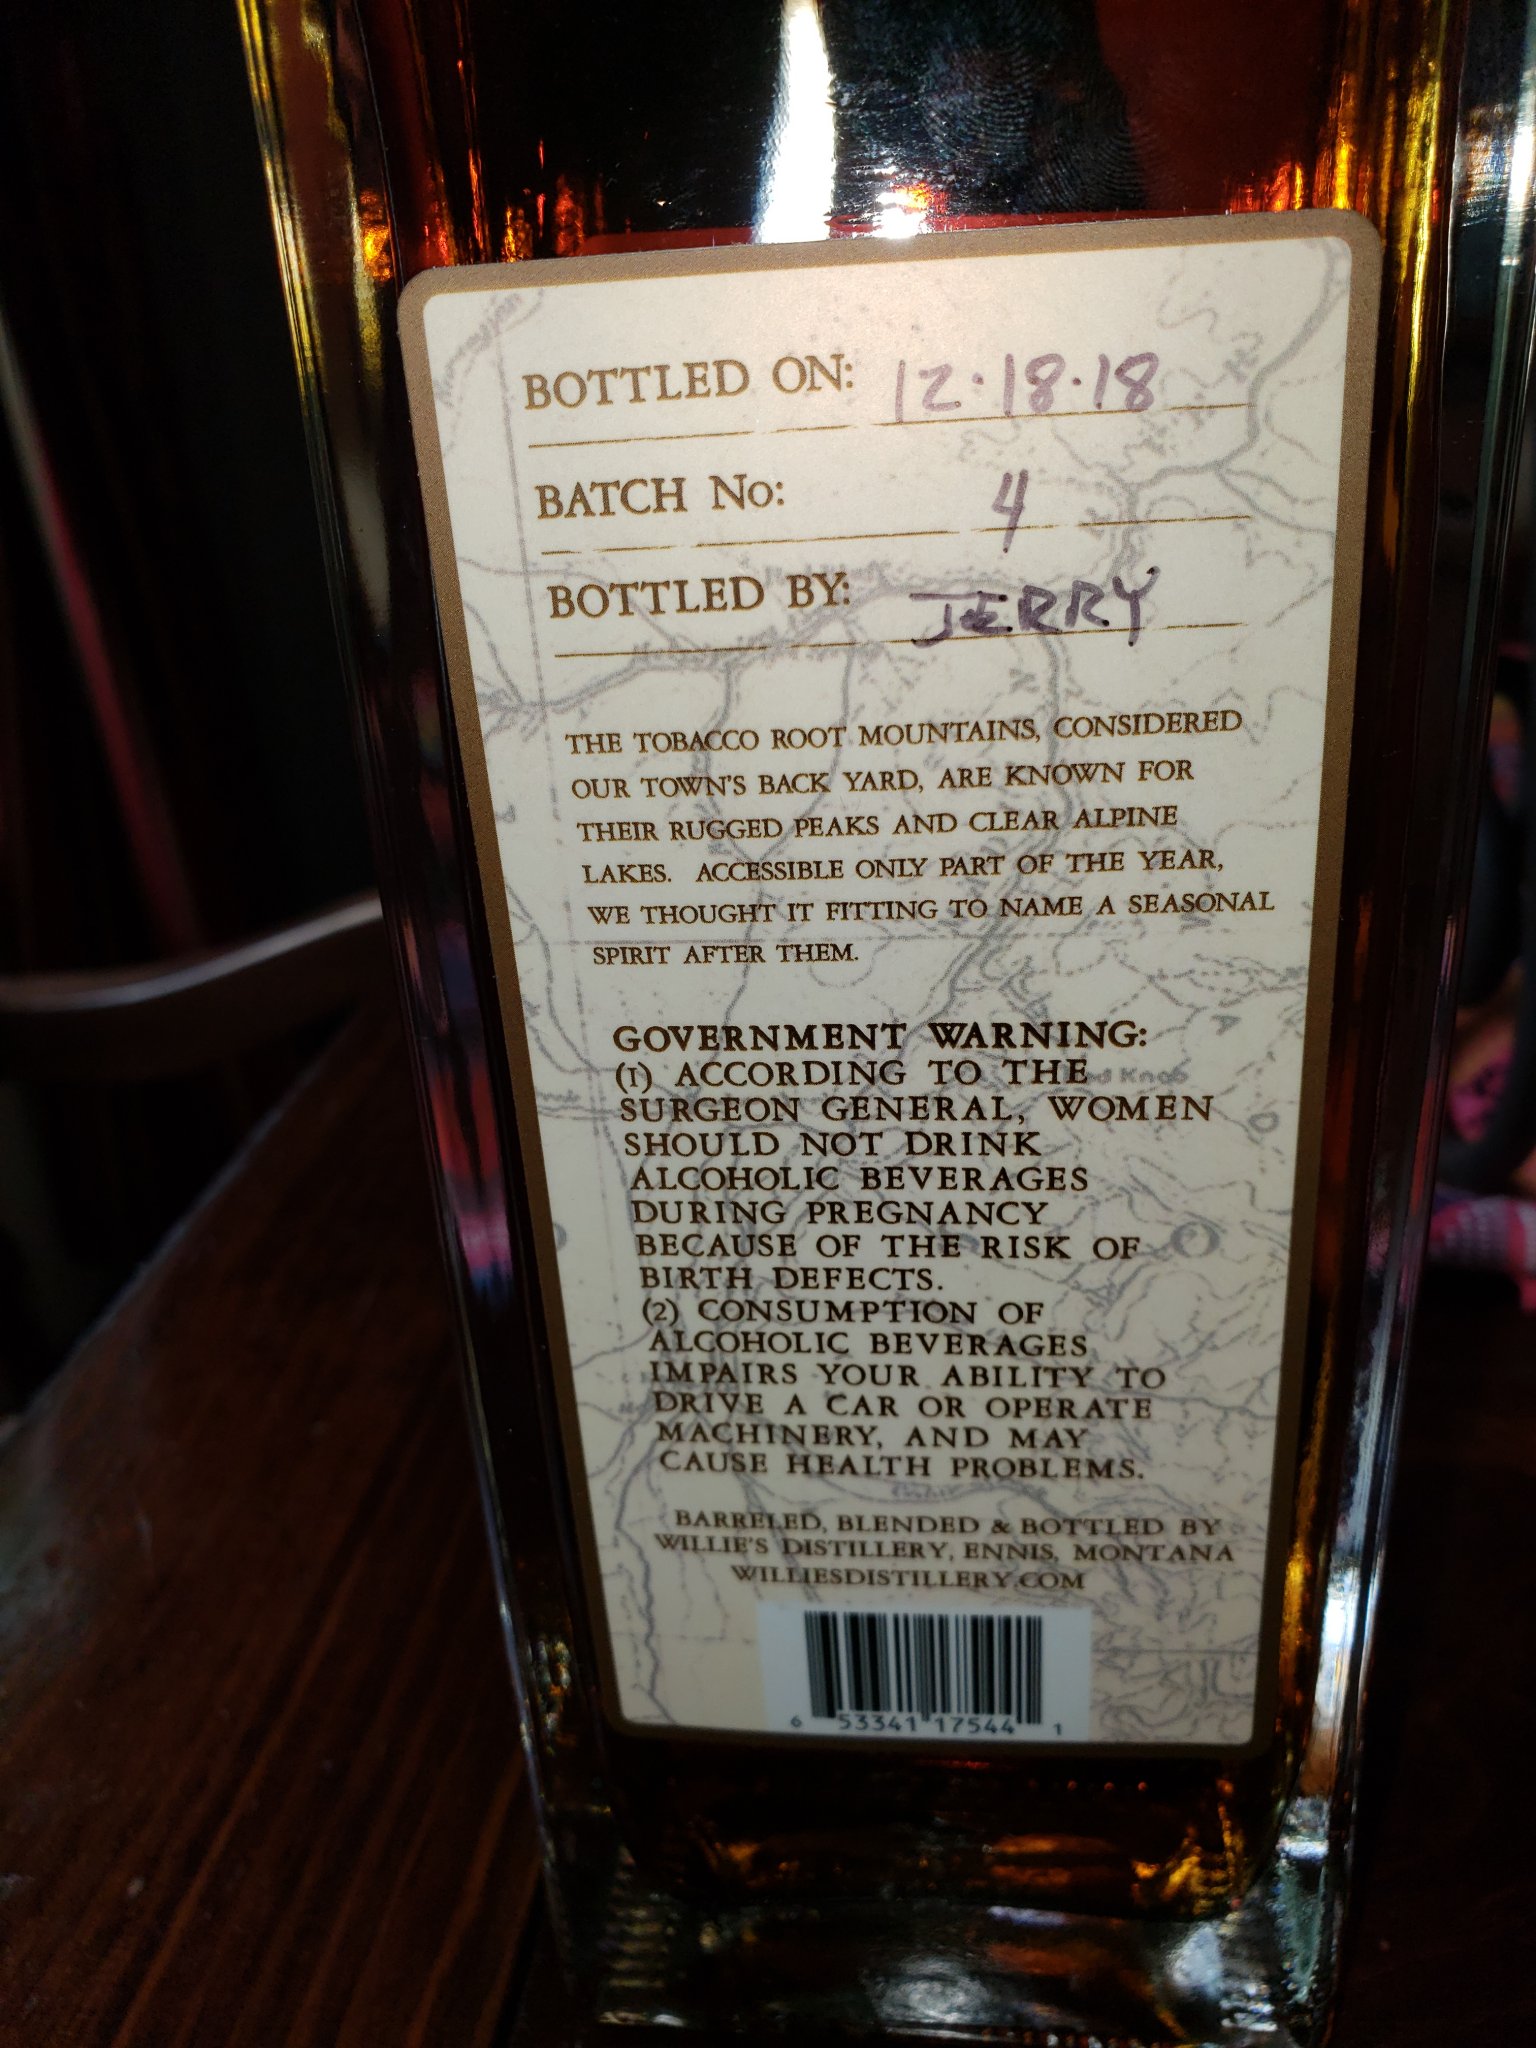 BOTTLED ON: 12·18·18
BATCH No: 4
BOTTLED BY: JERRY
THE TOBACCO ROOT MOUNTAINS, CONSIDERED
OUR TOWN'S BACK YARD, ARE KNOWN FOR
THEIR RUGGED PEAKS AND CLEAR ALPINE
LAKES. ACCESSIBLE ONLY PART OF THE YEAR,
WE THOUGHT IT FITTING TO NAME A SEASONAL
SPIRIT AFTER THEM.
GOVERNMENT WARNING:
(1) ACCORDING TO THE
SURGEON GENERAL, WOMEN
SHOULD NOT DRINK
ALCOHOLIC BEVERAGES
DURING PREGNANCY
BECAUSE OF THE RISK OF
BIRTH DEFECTS.
(2) CONSUMPTION OF
ALCOHOLIC BEVERAGES
IMPAIRS YOUR ABILITY TO
DRIVE A CAR OR OPERATE
MACHINERY, AND MAY
CAUSE HEALTH PROBLEMS.
BARRELED, BLENDED & BOTTLED BY
WILLIE'S DISTILLERY, ENNIS, MONTANA
WILLIESDISTILLERY.COM
6 53341 17544 1